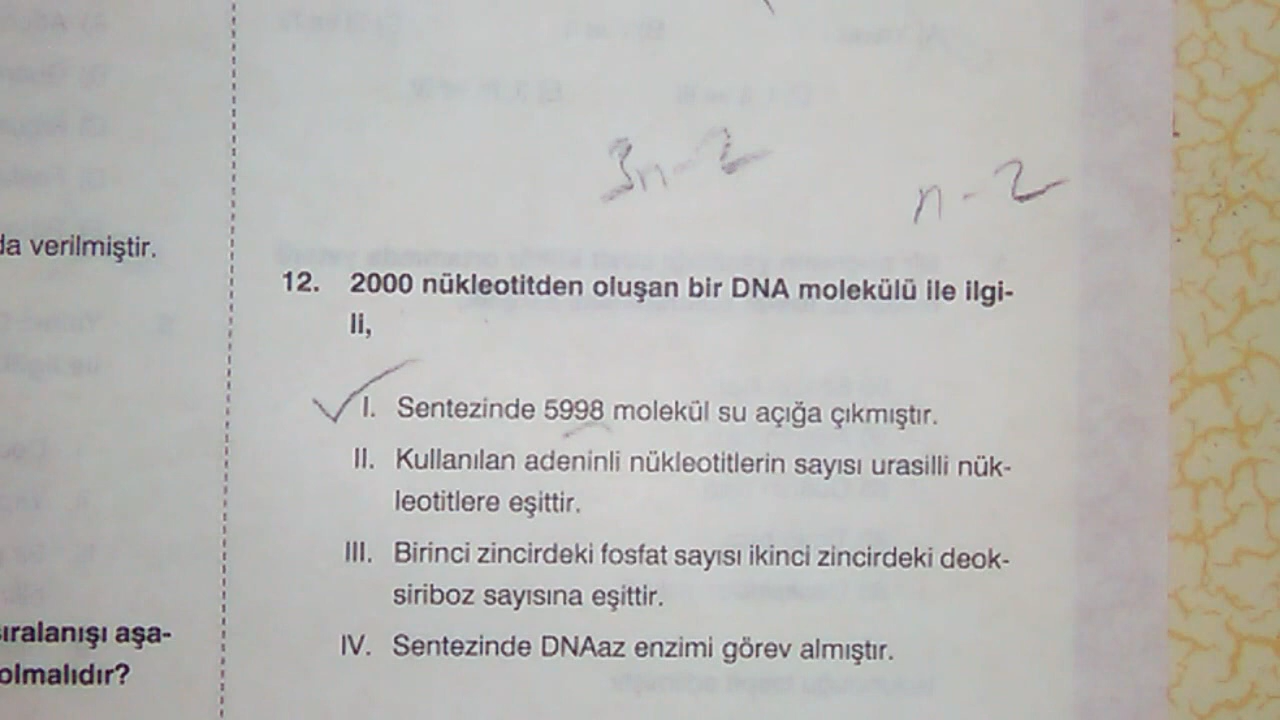 3n-2
n-2
da verilmiştir.
12. 2000 nükleotitden oluşan bir DNA molekülü ile ilgi-
li,
I. Sentezinde 5998 molekül su açığa çıkmıştır.
II. Kullanılan adeninli nükleotitlerin sayısı urasilli nük-
leotitlere eşittir.
III. Birinci zincirdeki fosfat sayısı ikinci zincirdeki deok-
siriboz sayısına eşittir.
IV. Sentezinde DNAaz enzimi görev almıştır.
sıralanışı aşa-
olmalıdır?